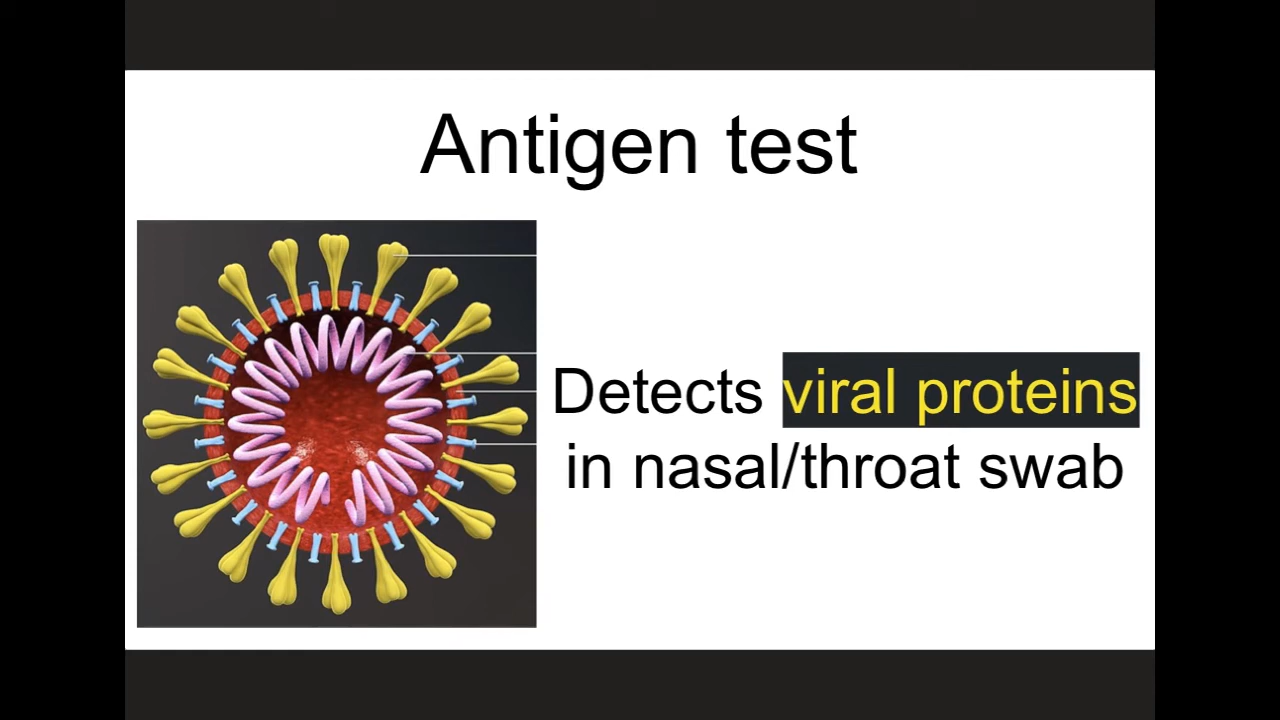 Antigen test
Detects viral proteins
in nasal/throat swab